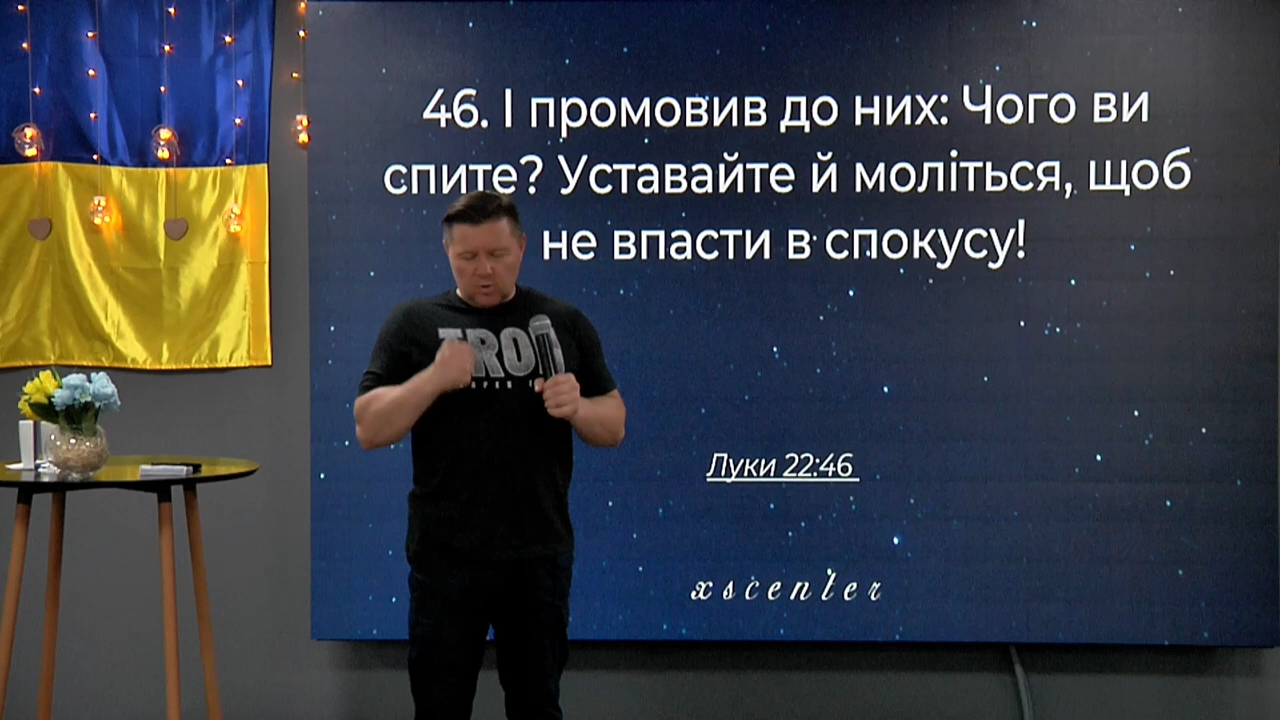 46. І промовив до них: Чого ви
спите? Уставайте й моліться, щоб
не впасти в спокусу!
Луки 22:46
xscenter